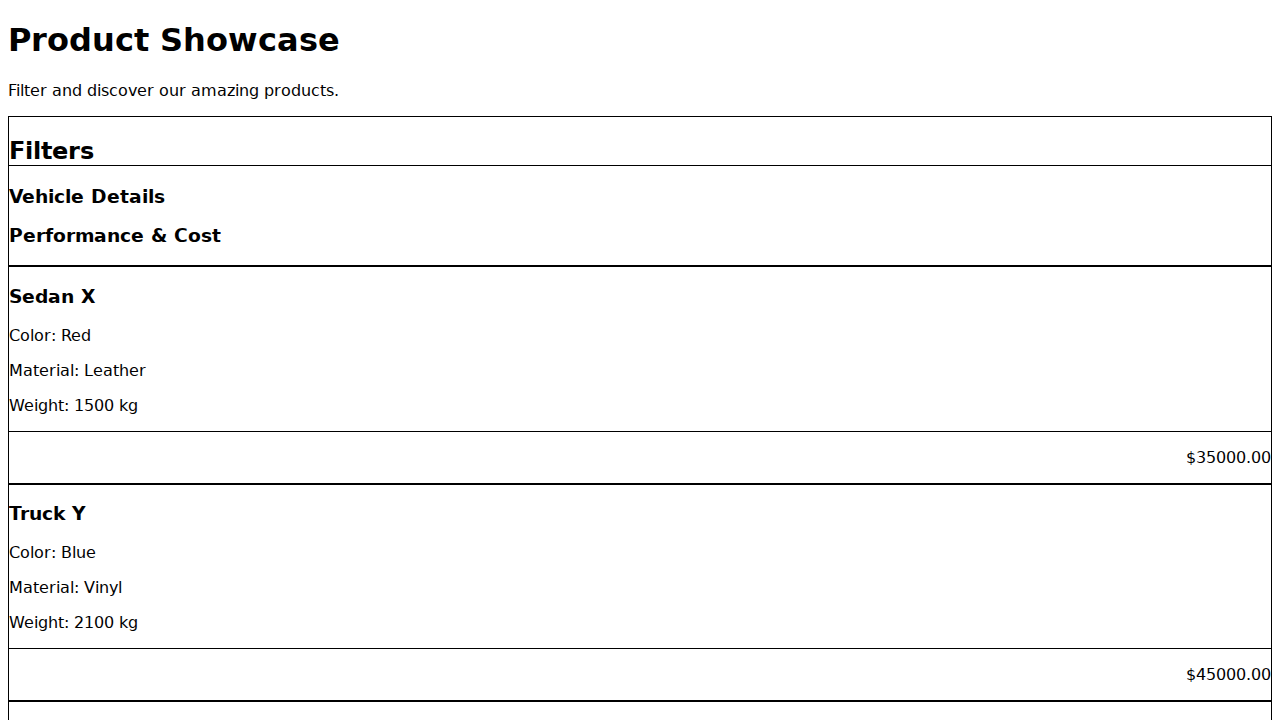 Product Showcase
Filter and discover our amazing products.
Filters
Vehicle Details
Performance & Cost
Sedan X
Color: Red
Material: Leather
Weight: 1500 kg
$35000.00
Truck Y
Color: Blue
Material: Vinyl
Weight: 2100 kg
$45000.00